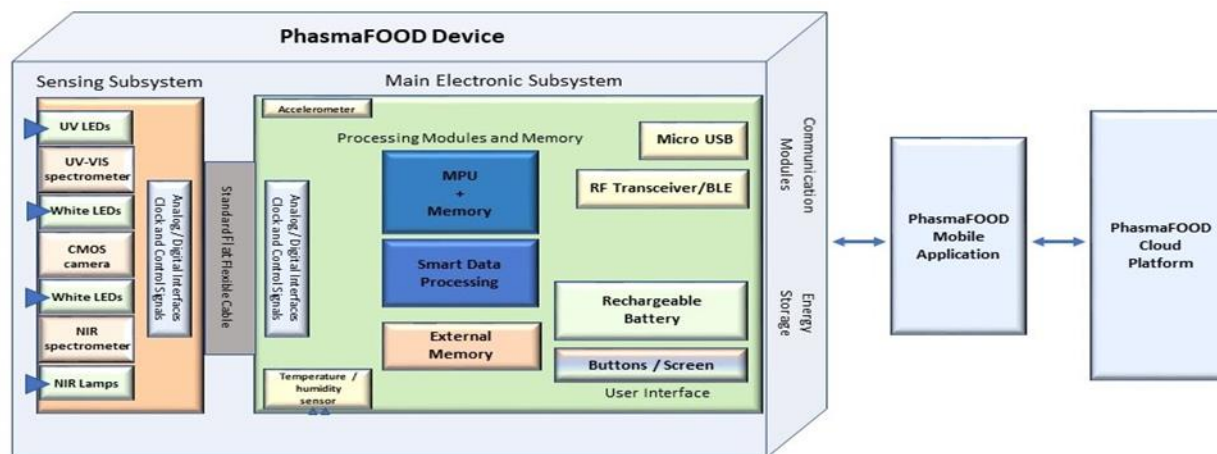 PhasmaFOOD Device
Sensing Subsystem
Main Electronic Subsystem
UV LEDs
UV-VIS
spectrometer
White LEDs
CMOS
camera
White LEDs
NIR
spectrometer
NIR Lamps
Analog / Digital Interfaces
Clock and Control Signals
Standard Flat Flexible Cable
Analog / Digital Interfaces
Clock and Control Signals
Accelerometer
Processing Modules and Memory
MPU
+
Memory
Smart Data
Processing
External
Memory
Temperature /
humidity
sensor
Micro USB
RF Transceiver/BLE
Rechargeable
Battery
Buttons / Screen
User Interface
Communication
Modules
Energy
Storage
PhasmaFOOD
Mobile
Application
PhasmaFOOD
Cloud
Platform